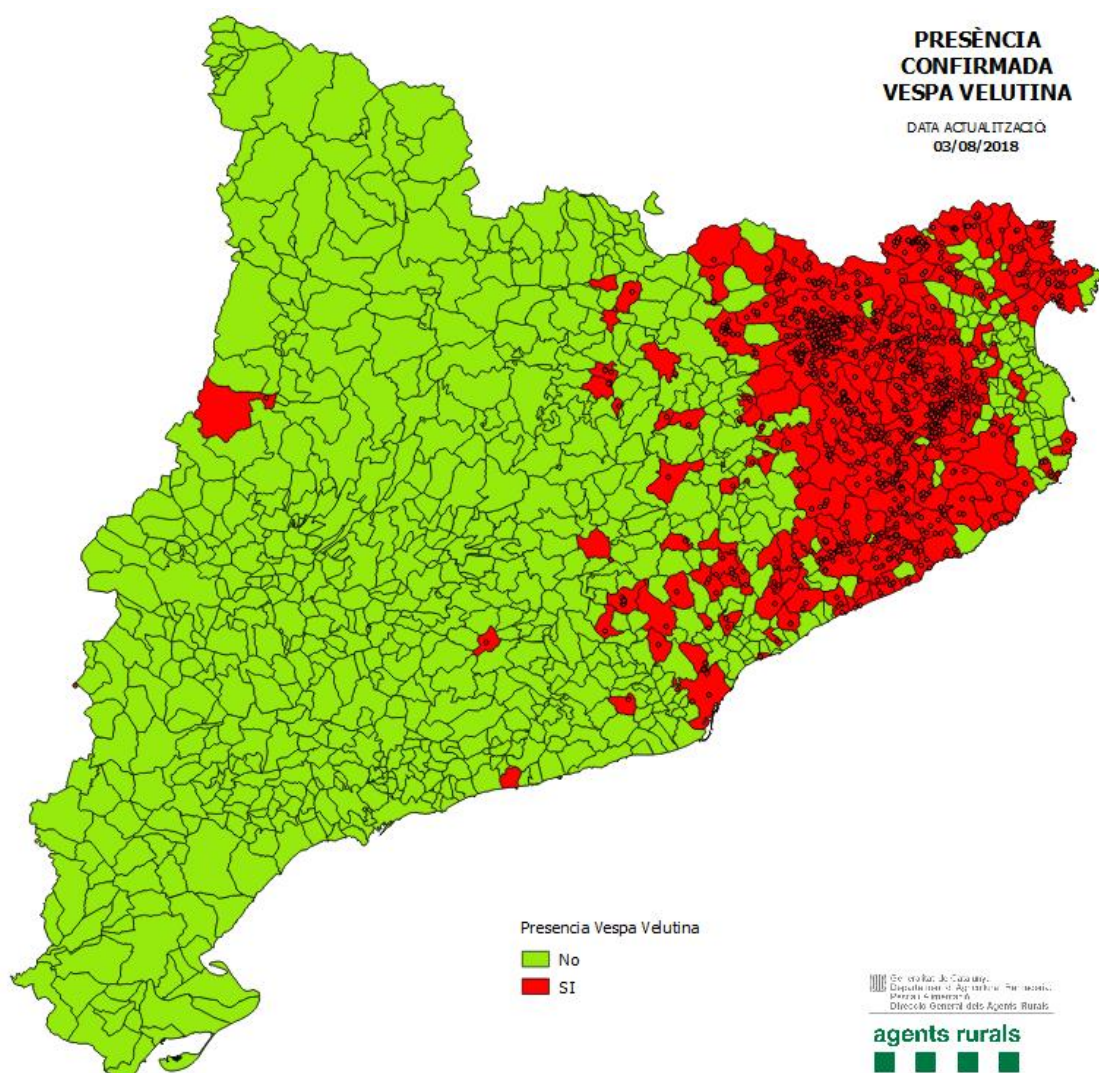 PRESÈNCIA
CONFIRMADA
VESPA VELUTINA
DATA ACTUALITZACIÓ:
03/08/2018
Presencia Vespa Velutina
No
SI
Generalitat de Catalunya
Direcció General dels Agents Rurals
agents rurals